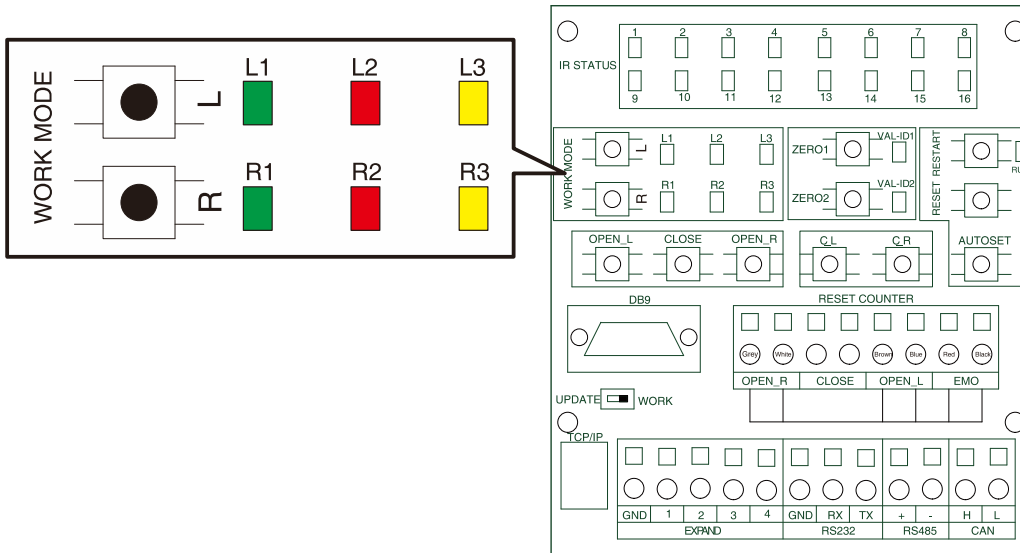 WORK MODE
L L1 L2 L3
R R1 R2 R3
1 2 3 4 5 6 7 8
IR STATUS
9 10 11 12 13 14 15 16
WORK MODE
L L1 L2 L3
R R1 R2 R3
ZERO1 VAL-ID1
ZERO2 VAL-ID2
RESET RESTART
RU
OPEN_L CLOSE OPEN_R
C_L C_R
AUTOSET
DB9
RESET COUNTER
Grey White Brown Blue Red Black
OPEN_R CLOSE OPEN_L EMO
UPDATE WORK
TCP/IP
GND 1 2 3 4 GND RX TX + - H L
EXPAND RS232 RS485 CAN